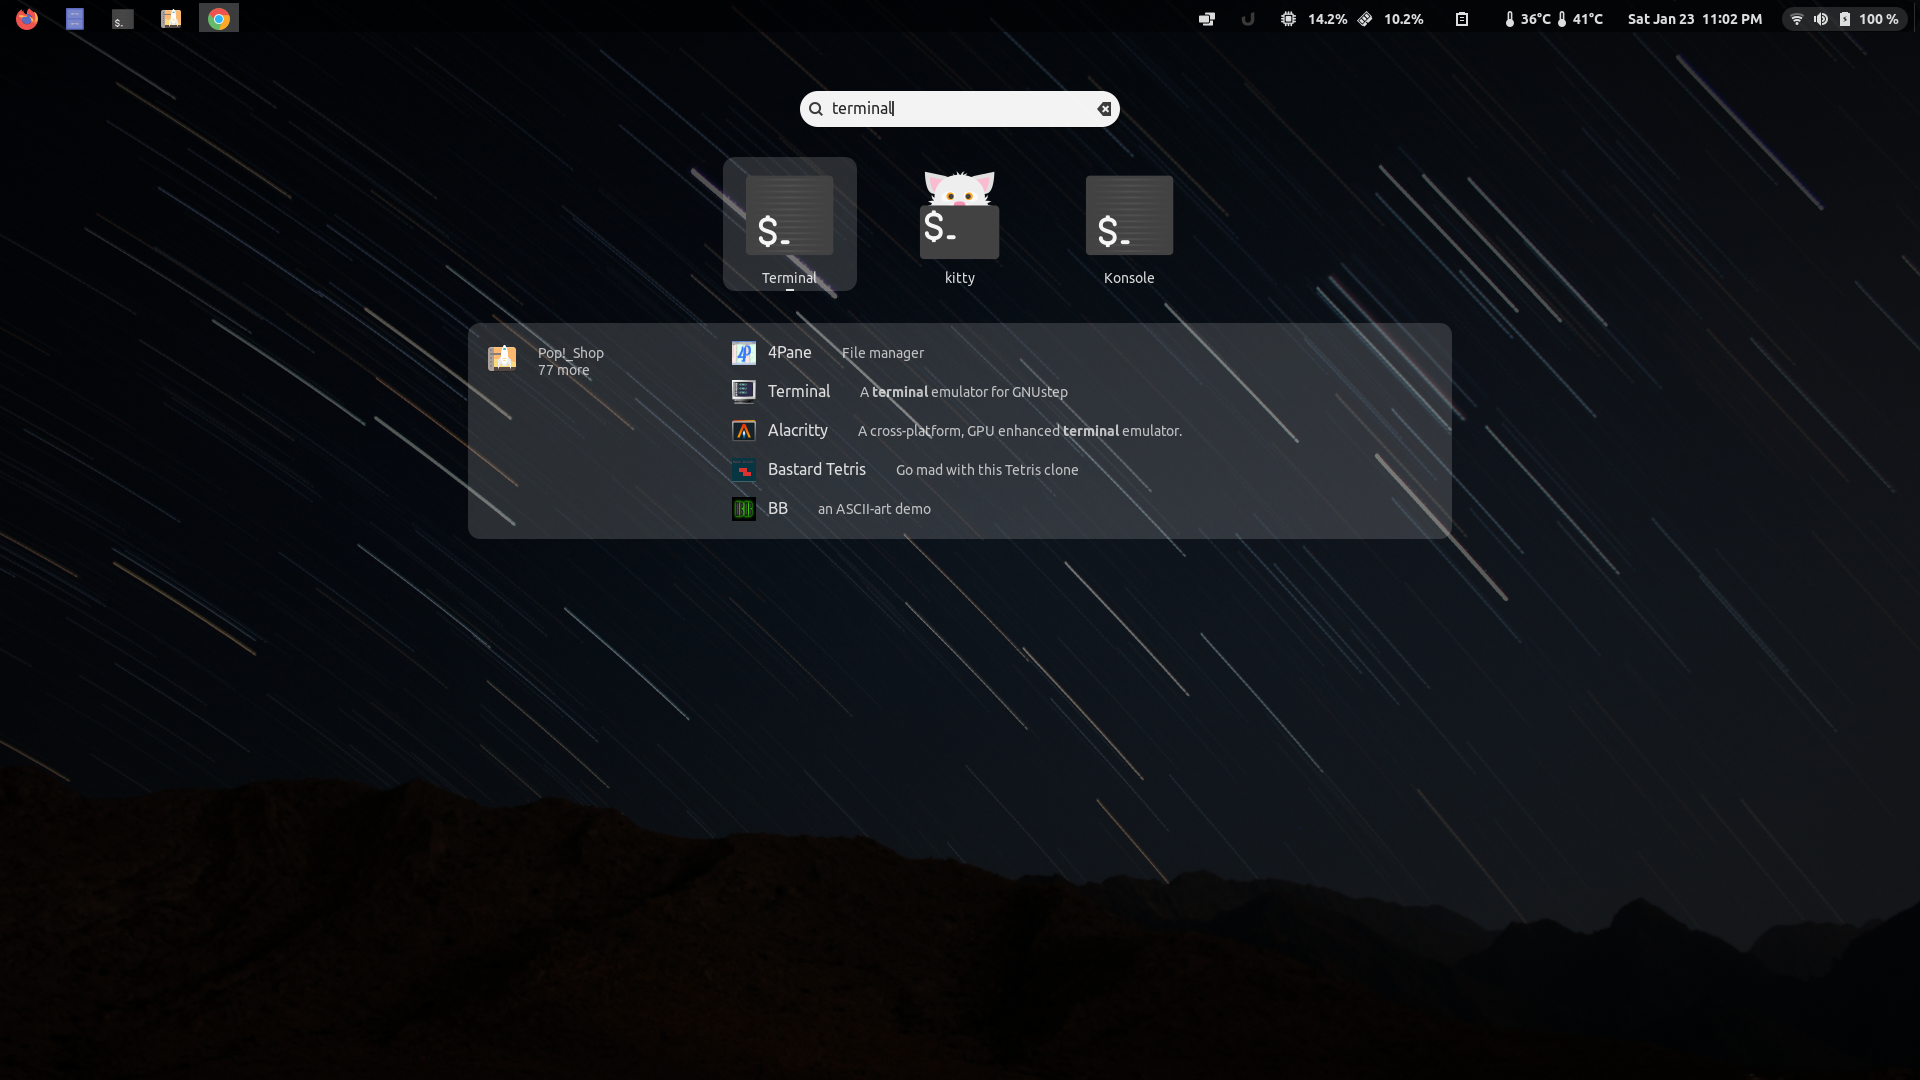 $_ 14.2% 10.2% 36°C 41°C Sat Jan 23 11:02 PM 100 %
terminal
$_ $_ $_
Terminal kitty Konsole
Pop!_Shop
77 more
4Pane File manager
Terminal A terminal emulator for GNUstep
Alacritty A cross-platform, GPU enhanced terminal emulator.
Bastard Tetris Go mad with this Tetris clone
BB an ASCII-art demo